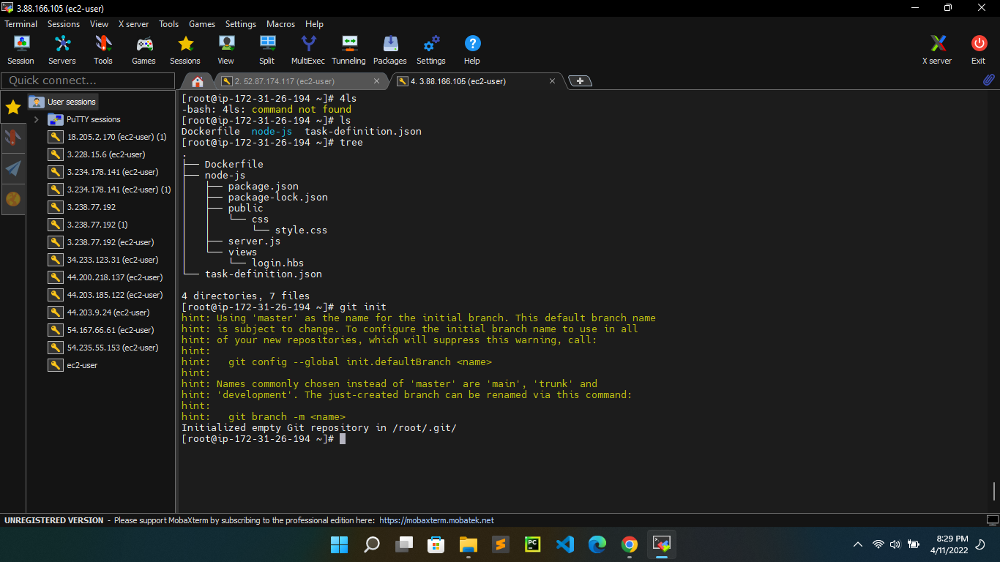 3.88.166.105 (ec2-user)
Terminal Sessions View X server Tools Games Settings Macros Help
Session Servers Tools Games Sessions View Split MultiExec Tunneling Packages Settings Help X server Exit
Quick connect...
2. 52.87.174.117 (ec2-user)
4. 3.88.166.105 (ec2-user)
User sessions
PuTTY sessions
18.205.2.170 (ec2-user) (1)
3.228.15.6 (ec2-user)
3.234.178.141 (ec2-user)
3.234.178.141 (ec2-user) (1)
3.238.77.192
3.238.77.192 (1)
3.238.77.192 (ec2-user)
34.233.123.31 (ec2-user)
44.200.218.137 (ec2-user)
44.203.185.122 (ec2-user)
44.203.9.24 (ec2-user)
54.167.66.61 (ec2-user)
54.235.55.153 (ec2-user)
ec2-user
[root@ip-172-31-26-194 ~]# 4ls
-bash: 4ls: command not found
[root@ip-172-31-26-194 ~]# ls
Dockerfile  node-js  task-definition.json
[root@ip-172-31-26-194 ~]# tree
.
├── Dockerfile
├── node-js
│   ├── package.json
│   ├── package-lock.json
│   ├── public
│   │   └── css
│   │       └── style.css
│   ├── server.js
│   └── views
│       └── login.hbs
└── task-definition.json
4 directories, 7 files
[root@ip-172-31-26-194 ~]# git init
hint: Using 'master' as the name for the initial branch. This default branch name
hint: is subject to change. To configure the initial branch name to use in all
hint: of your new repositories, which will suppress this warning, call:
hint:
hint:   git config --global init.defaultBranch <name>
hint:
hint: Names commonly chosen instead of 'master' are 'main', 'trunk' and
hint: 'development'. The just-created branch can be renamed via this command:
hint:
hint:   git branch -m <name>
Initialized empty Git repository in /root/.git/
[root@ip-172-31-26-194 ~]#
UNREGISTERED VERSION - Please support MobaXterm by subscribing to the professional edition here: https://mobaxterm.mobatek.net
PC
8:29 PM
4/11/2022